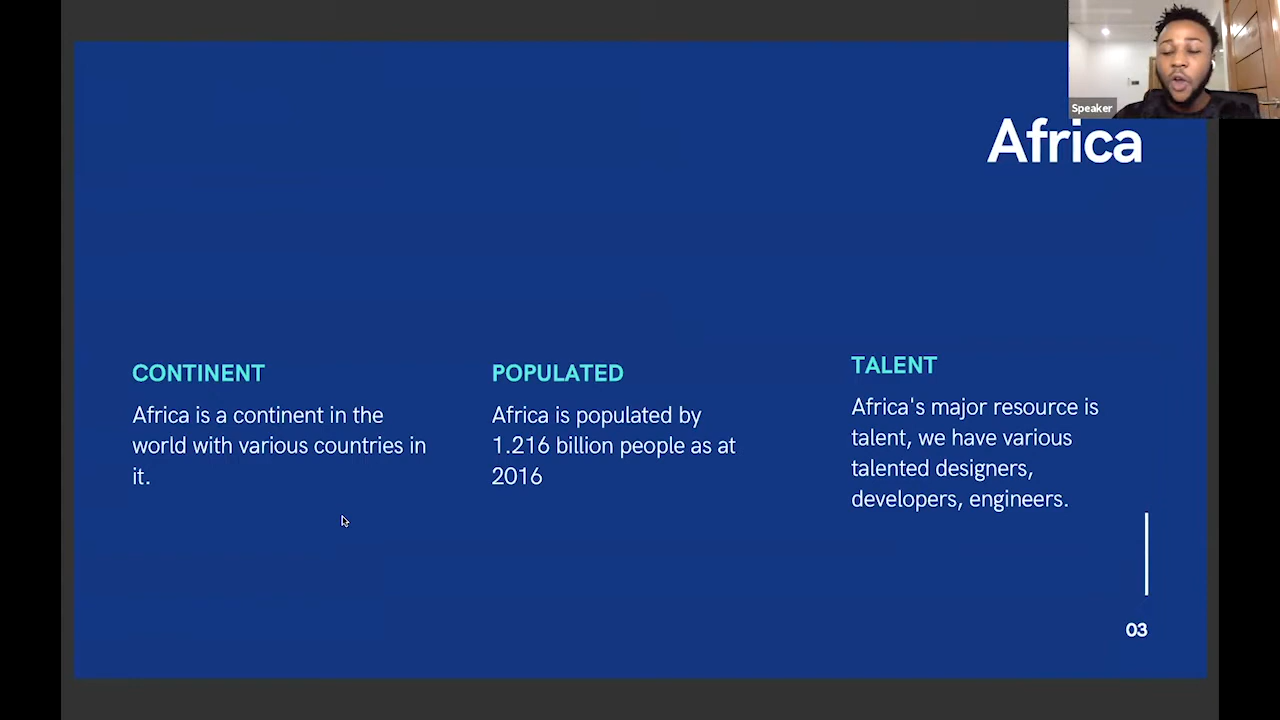 Speaker
Africa
CONTINENT
Africa is a continent in the
world with various countries in
it.
POPULATED
Africa is populated by
1.216 billion people as at
2016
TALENT
Africa's major resource is
talent, we have various
talented designers,
developers, engineers.
03